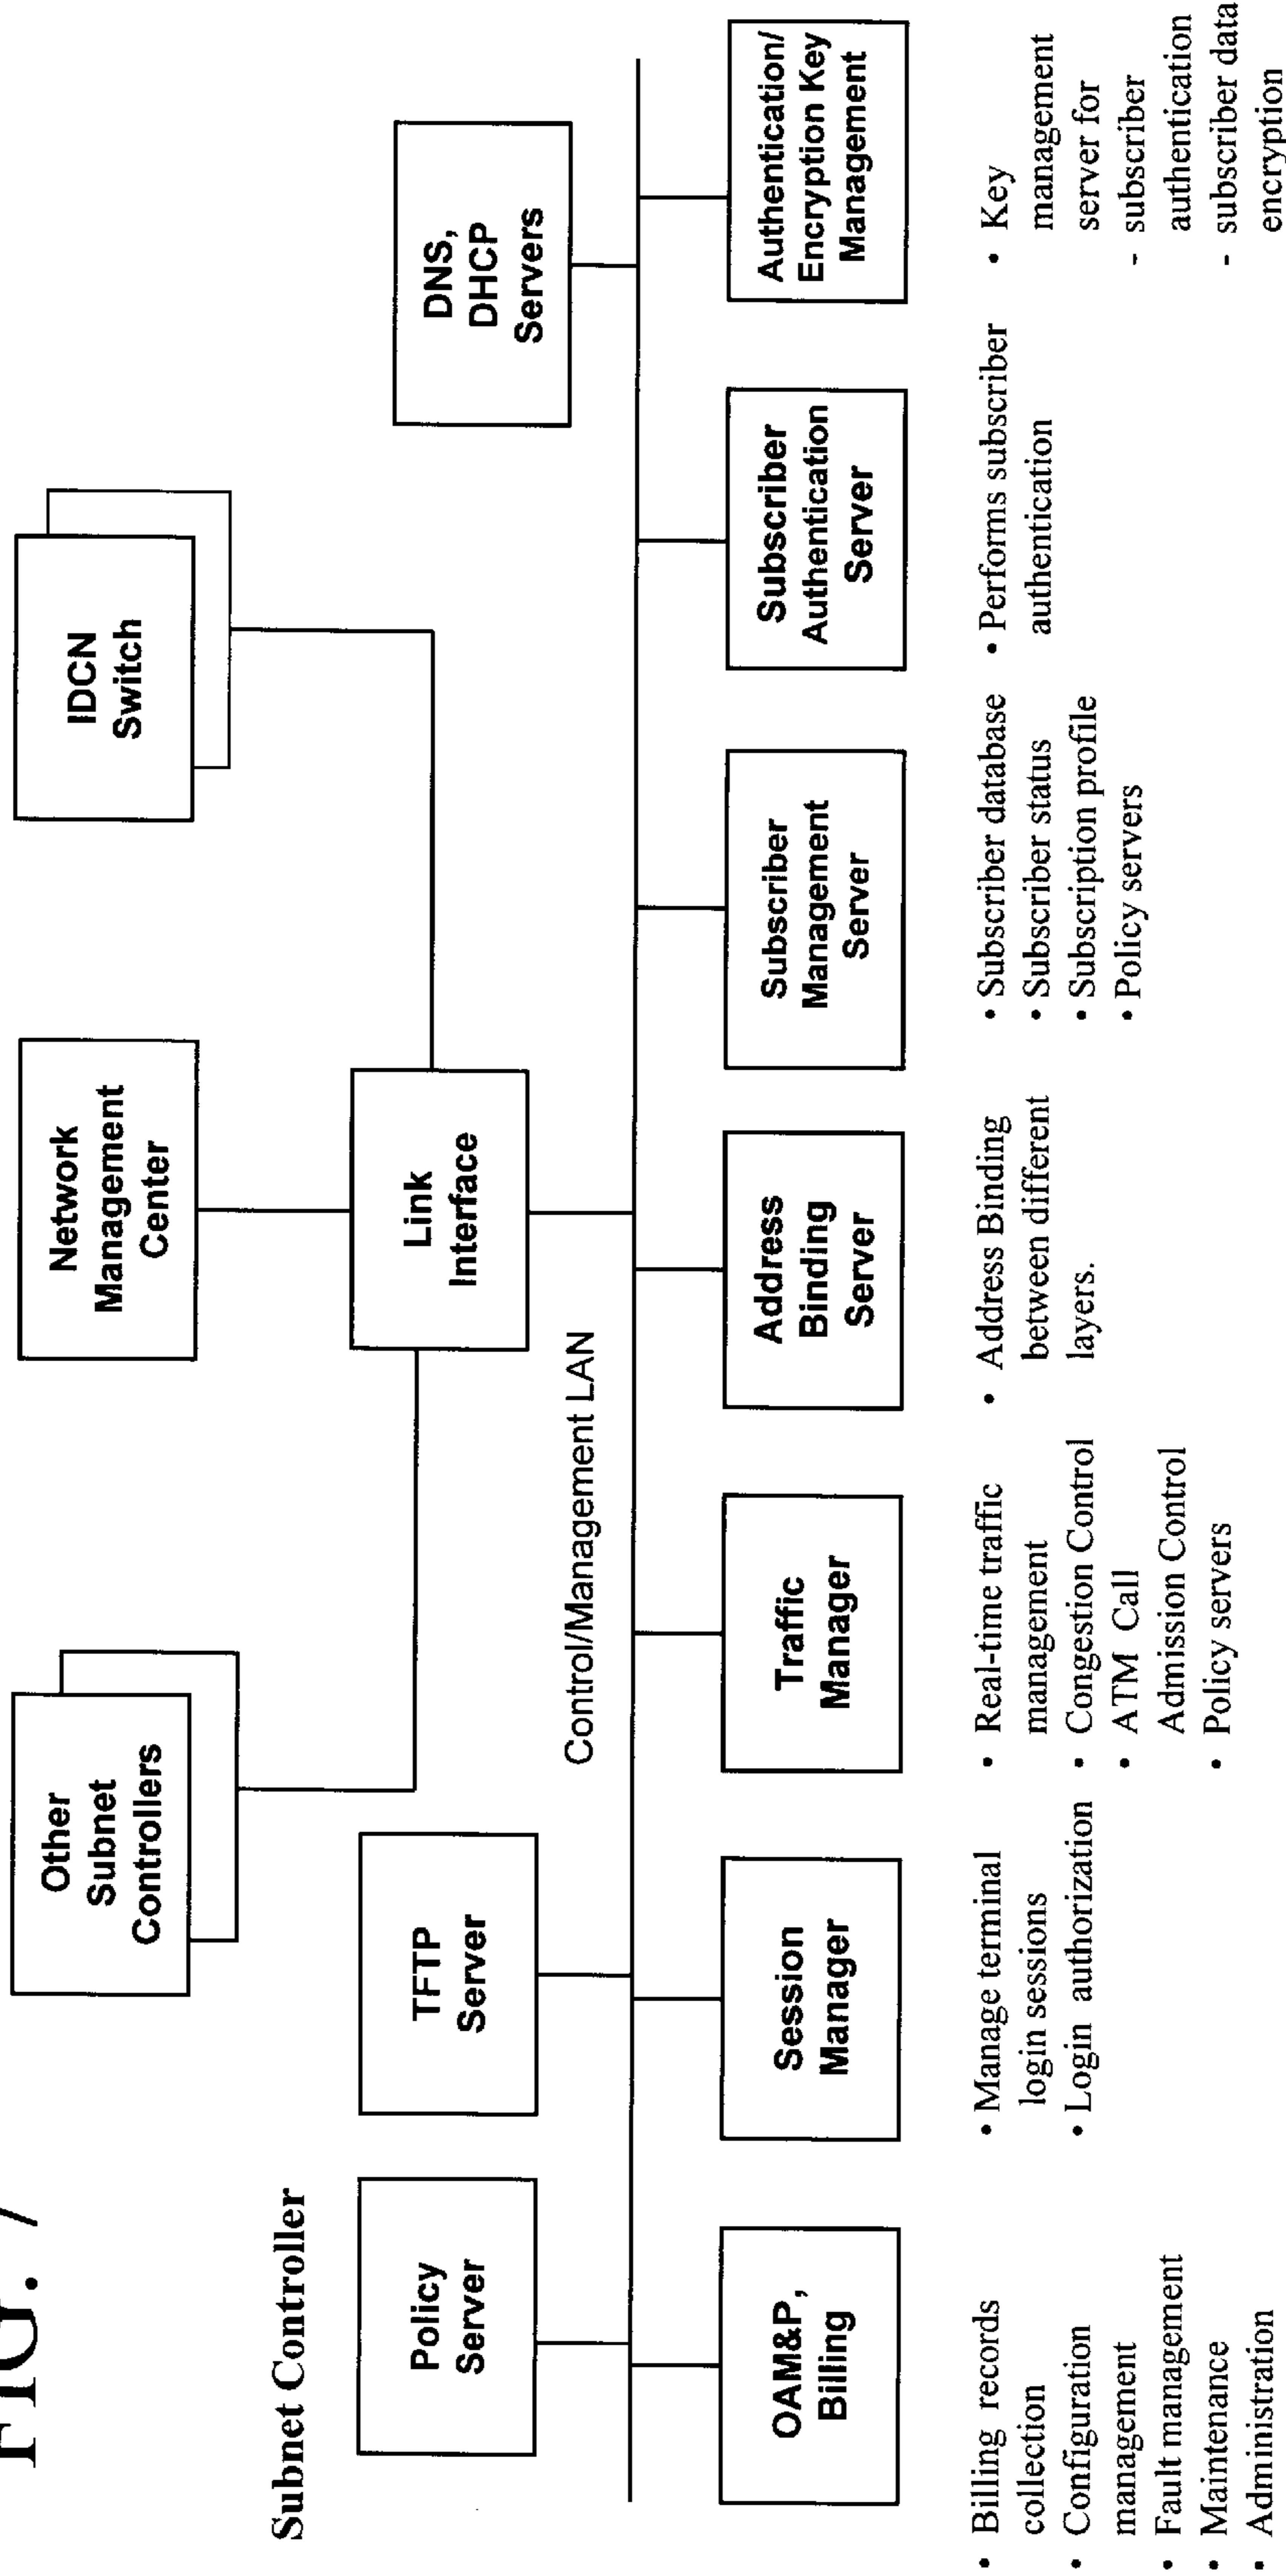 FIG. 7
Subnet Controller
Other
Subnet
Controllers
Network
Management
Center
IDCN
Switch
Policy
Server
TFTP
Server
Link
Interface
DNS,
DHCP
Servers
Control/Management LAN
OAM&P,
Billing
Session
Manager
Traffic
Manager
Address
Binding
Server
Subscriber
Management
Server
Subscriber
Authentication
Server
Authentication/
Encryption Key
Management
• Billing records
collection
• Configuration
management
• Fault management
• Maintenance
• Administration
• Manage terminal
login sessions
• Login authorization
• Real-time traffic
management
• Congestion Control
• ATM Call
Admission Control
• Policy servers
• Address Binding
between different
layers.
• Subscriber database
• Subscriber status
• Subscription profile
• Policy servers
• Performs subscriber
authentication
• Key
management
server for
- subscriber
authentication
- subscriber data
encryption